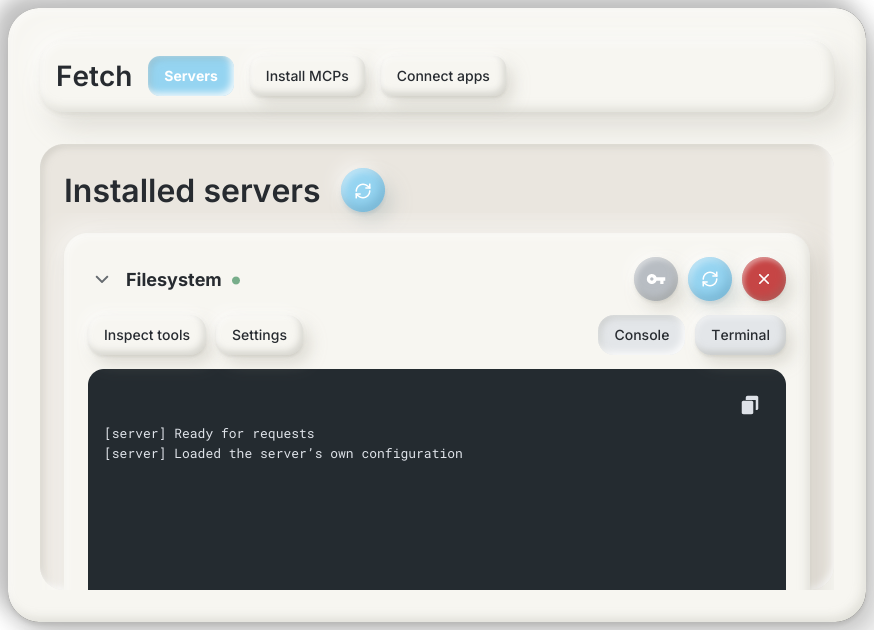 Fetch
Servers
Install MCPs
Connect apps
Installed servers
Filesystem
Inspect tools
Settings
Console
Terminal
[server] Ready for requests
[server] Loaded the server’s own configuration